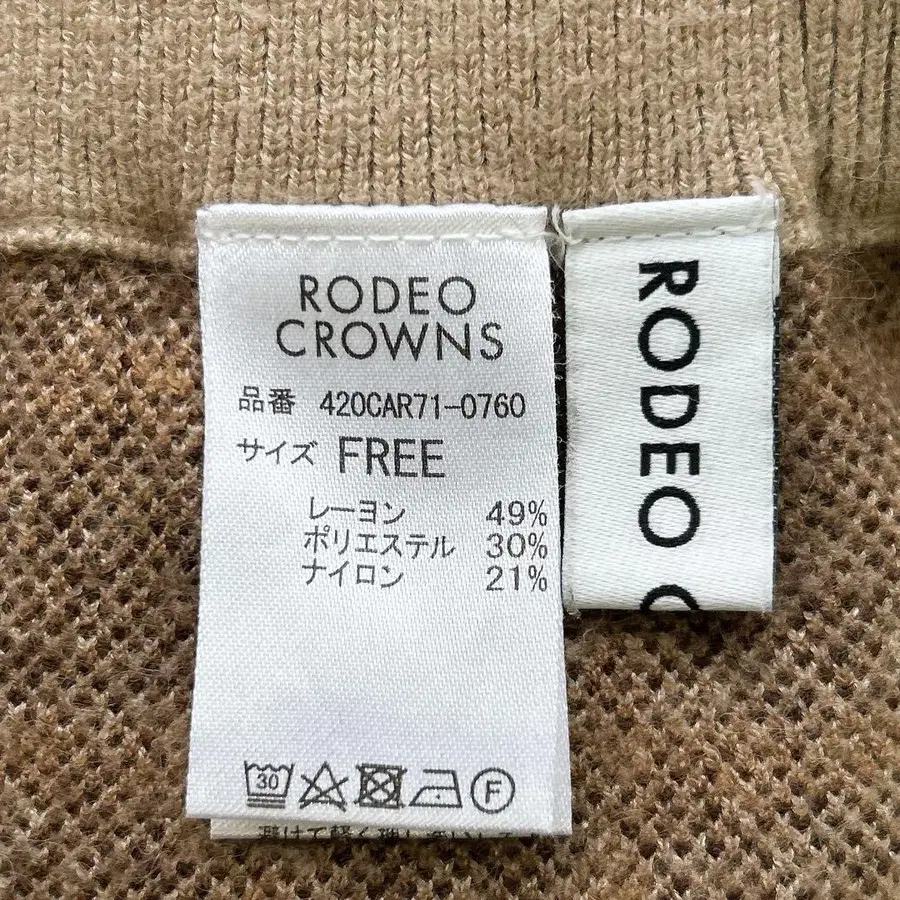 RODEO
CROWNS
品番 420CAR71-0760
サイズ FREE
レーヨン 49%
ポリエステル 30%
ナイロン 21%
30
F
RODEO C